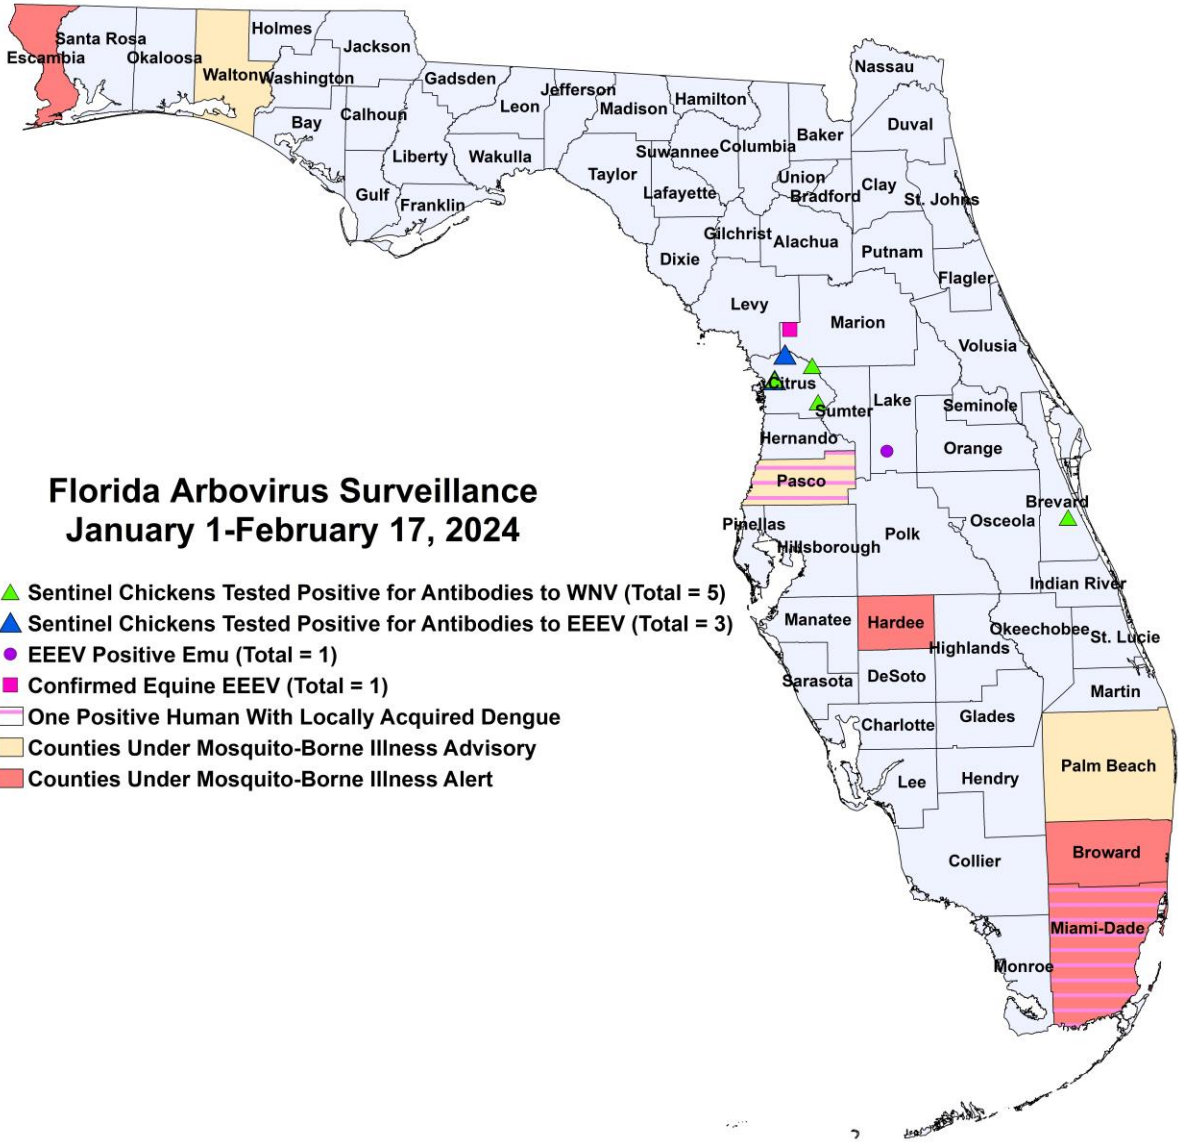 Escambia
Santa Rosa
Okaloosa
Walton
Holmes
Washington
Jackson
Bay
Calhoun
Gulf
Gadsden
Liberty
Franklin
Leon
Wakulla
Jefferson
Madison
Taylor
Hamilton
Suwannee
Lafayette
Columbia
Baker
Nassau
Duval
Union
Bradford
Clay
St. Johns
Gilchrist
Alachua
Putnam
Dixie
Flagler
Levy
Marion
Volusia
Citrus
Sumter
Lake
Seminole
Hernando
Orange
Pasco
Brevard
Pinellas
Hillsborough
Polk
Osceola
Indian River
Manatee
Hardee
Highlands
Okeechobee
St. Lucie
Sarasota
DeSoto
Martin
Charlotte
Glades
Lee
Hendry
Palm Beach
Collier
Broward
Monroe
Miami-Dade
Florida Arbovirus Surveillance
January 1-February 17, 2024
Sentinel Chickens Tested Positive for Antibodies to WNV (Total = 5)
Sentinel Chickens Tested Positive for Antibodies to EEEV (Total = 3)
EEEV Positive Emu (Total = 1)
Confirmed Equine EEEV (Total = 1)
One Positive Human With Locally Acquired Dengue
Counties Under Mosquito-Borne Illness Advisory
Counties Under Mosquito-Borne Illness Alert